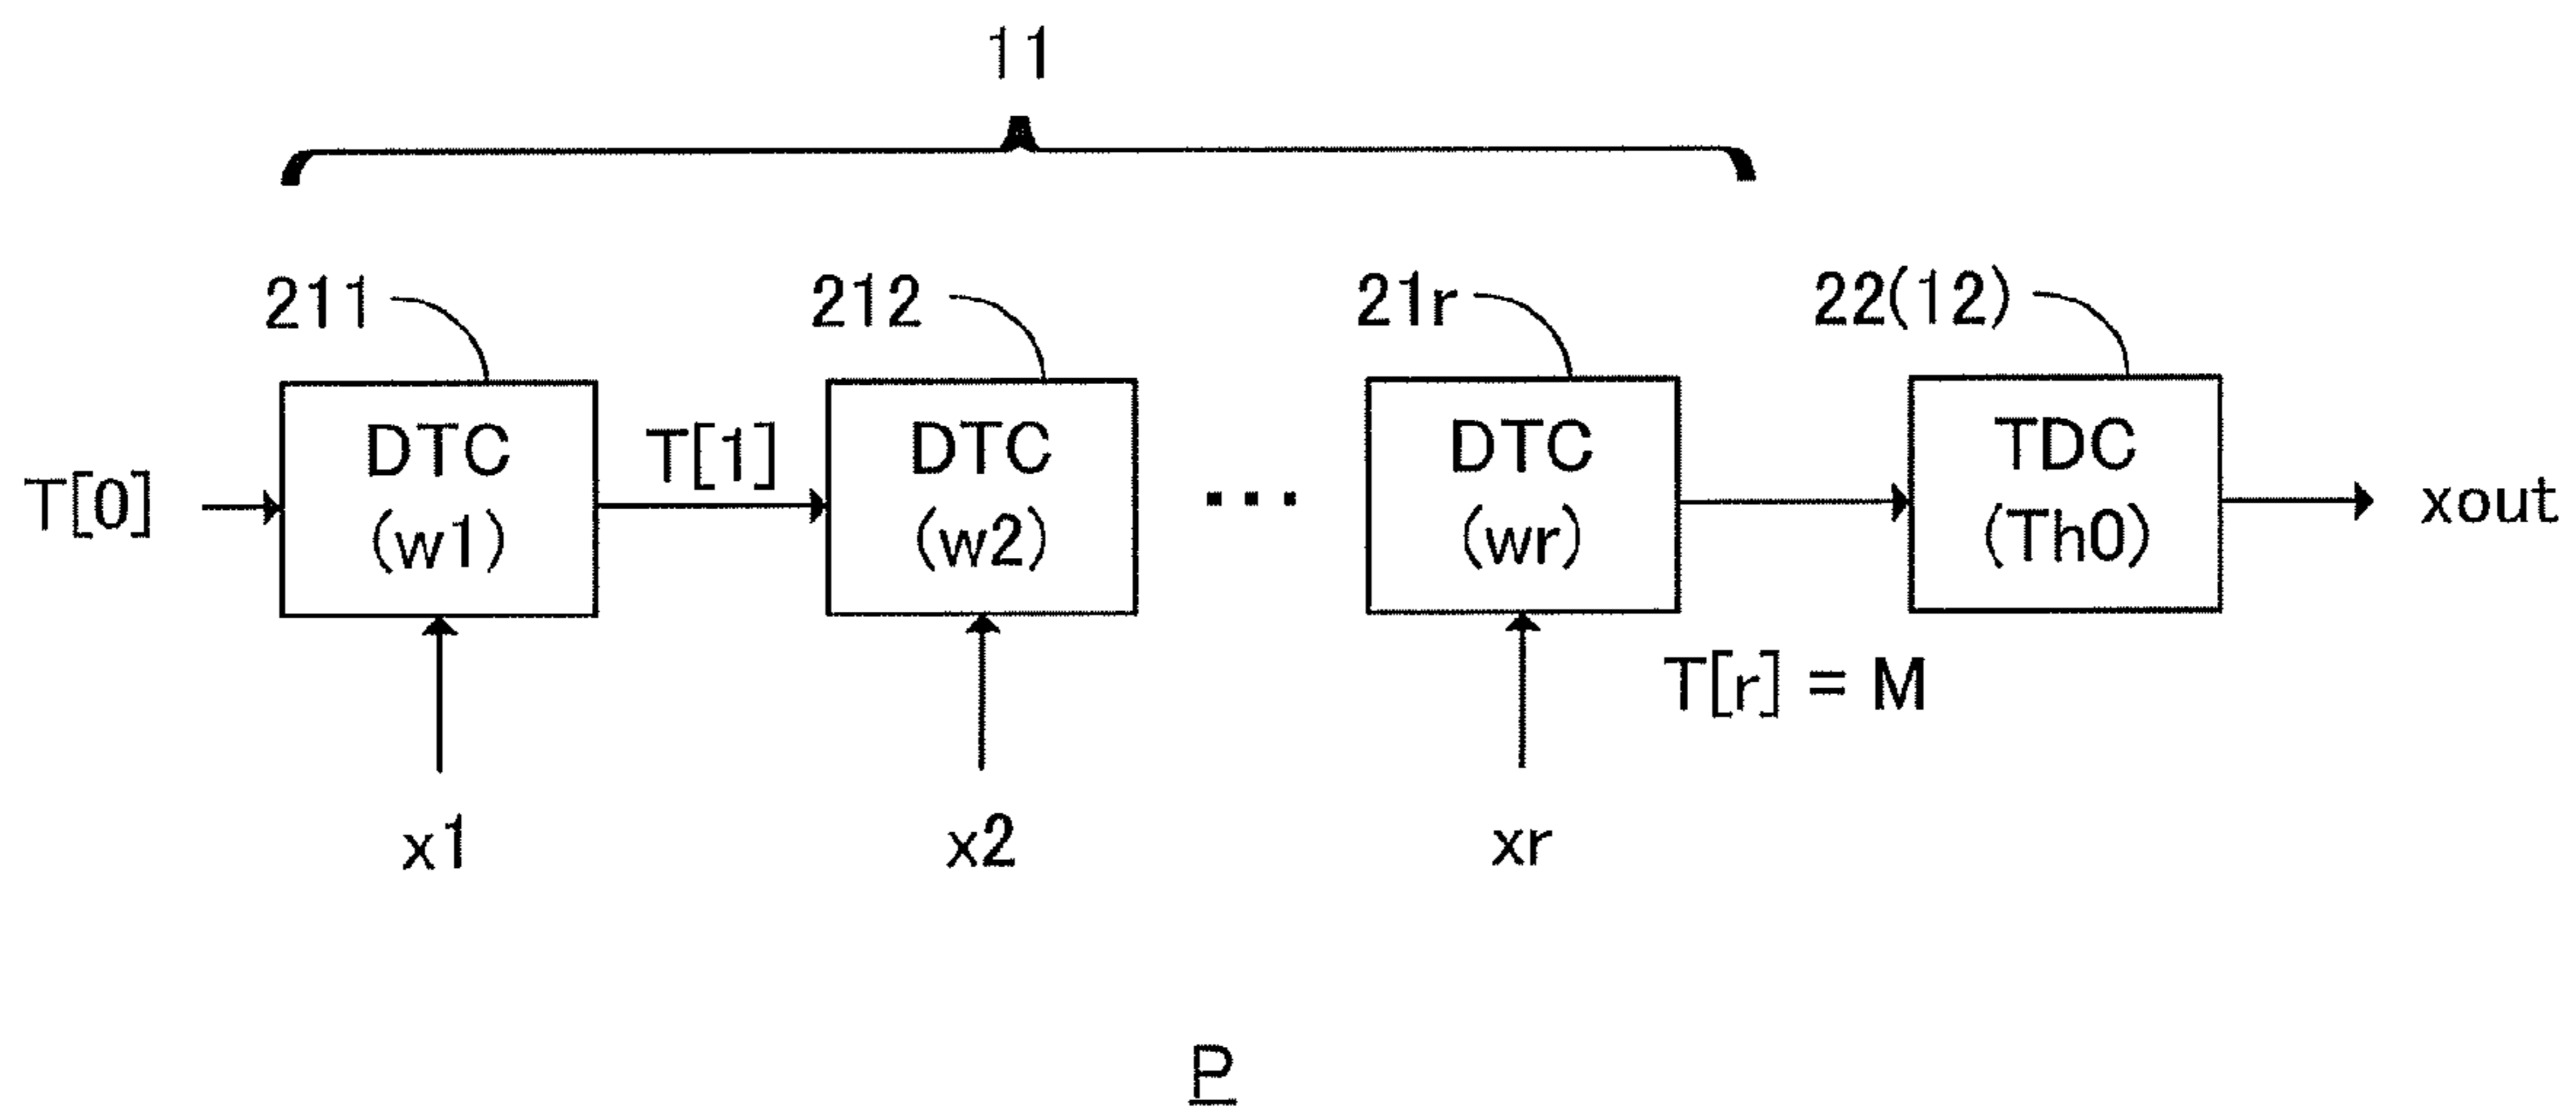 11
211
212
21r
22(12)
T[0]
DTC
(w1)
T[1]
DTC
(w2)
...
DTC
(wr)
TDC
(Th0)
xout
T[r] = M
x1
x2
xr
P